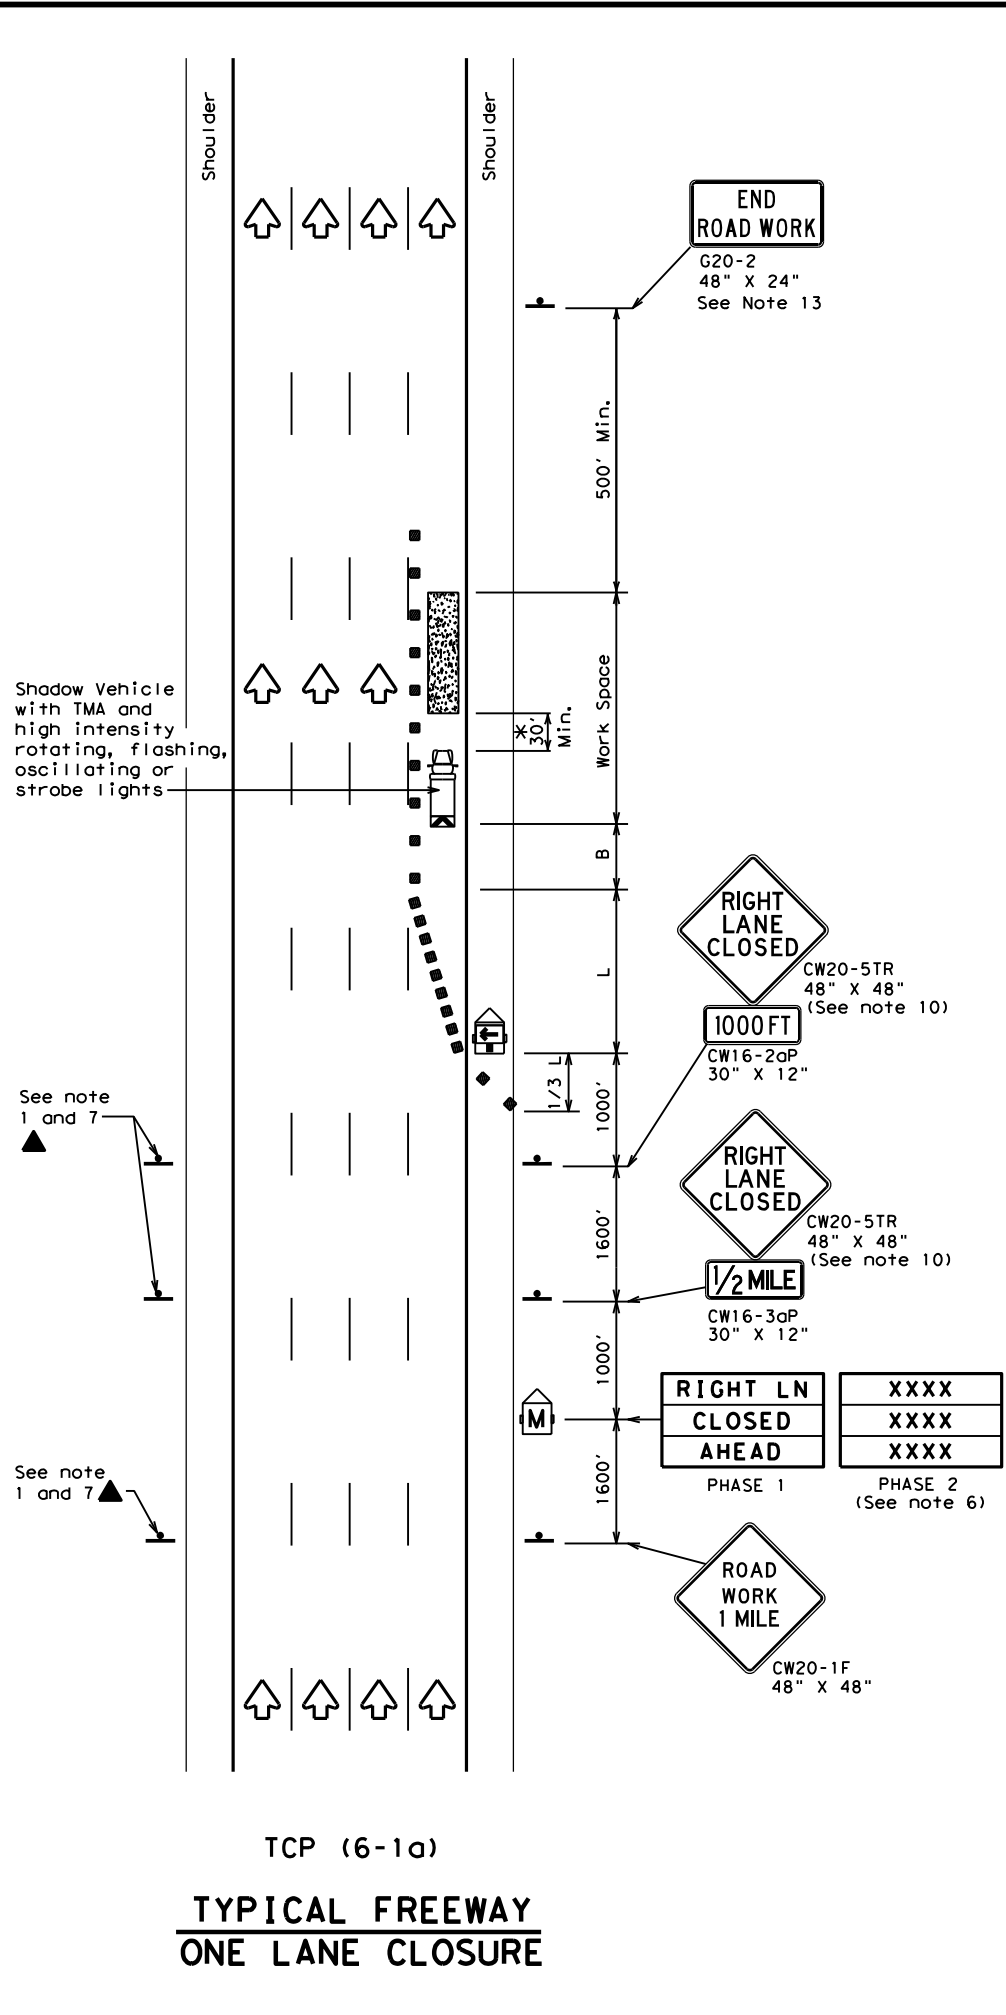 Shoulder
Shoulder
END
ROAD WORK
G20-2
48" X 24"
See Note 13
500' Min.
Shadow Vehicle
with TMA and
high intensity
rotating, flashing,
oscillating or
strobe lights
*
30'
Min.
Work Space
B
L
RIGHT
LANE
CLOSED
CW20-5TR
48" X 48"
(See note 10)
1000 FT
CW16-2aP
30" X 12"
1/3 L
1000'
See note
1 and 7
RIGHT
LANE
CLOSED
CW20-5TR
48" X 48"
(See note 10)
1/2 MILE
CW16-3aP
30" X 12"
1600'
1000'
M
RIGHT LN
CLOSED
AHEAD
PHASE 1
XXXX
XXXX
XXXX
PHASE 2
(See note 6)
1600'
See note
1 and 7
ROAD
WORK
1 MILE
CW20-1F
48" X 48"
TCP (6-1a)
TYPICAL FREEWAY
ONE LANE CLOSURE